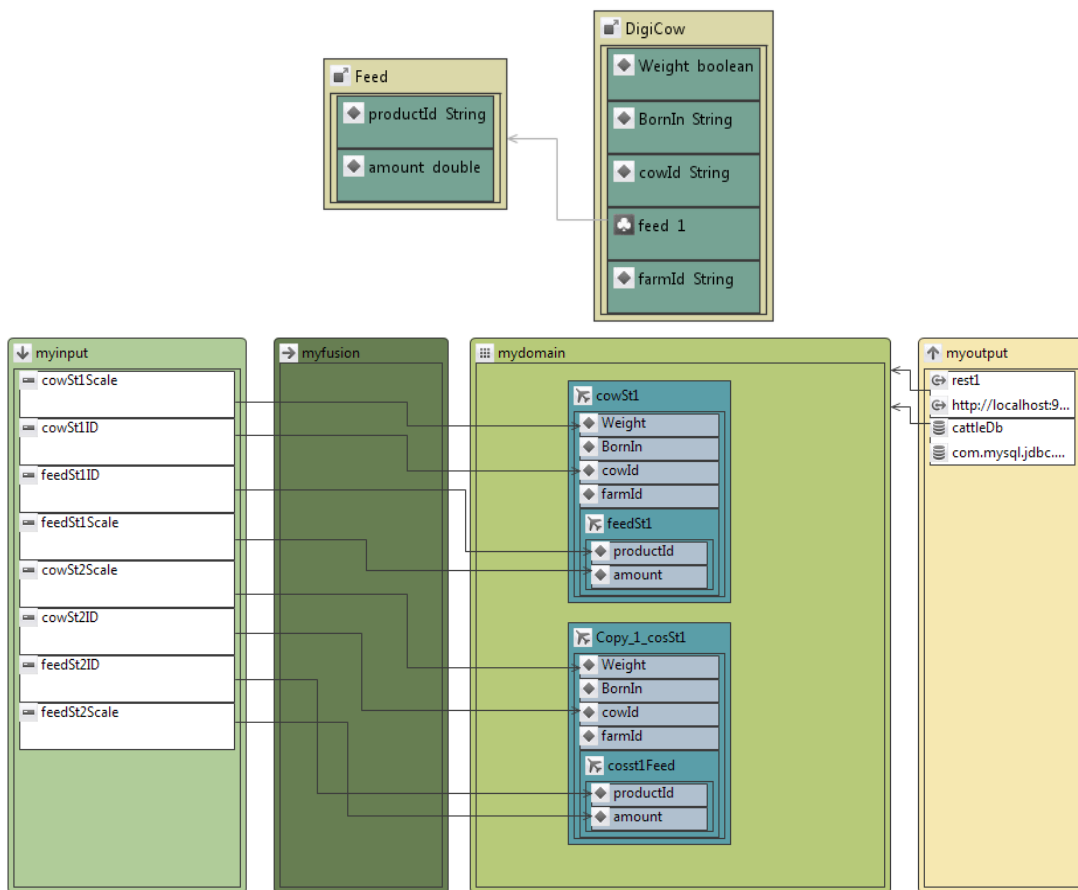 DigiCow
Weight boolean
BornIn String
cowId String
feed 1
farmId String
Feed
productId String
amount double
myinput
cowSt1Scale
cowSt1ID
feedSt1ID
feedSt1Scale
cowSt2Scale
cowSt2ID
feedSt2ID
feedSt2Scale
myfusion
mydomain
cowSt1
Weight
BornIn
cowId
farmId
feedSt1
productId
amount
Copy_1_cosSt1
Weight
BornIn
cowId
farmId
cosst1Feed
productId
amount
myoutput
rest1
http://localhost:9...
cattleDb
com.mysql.jdbc....